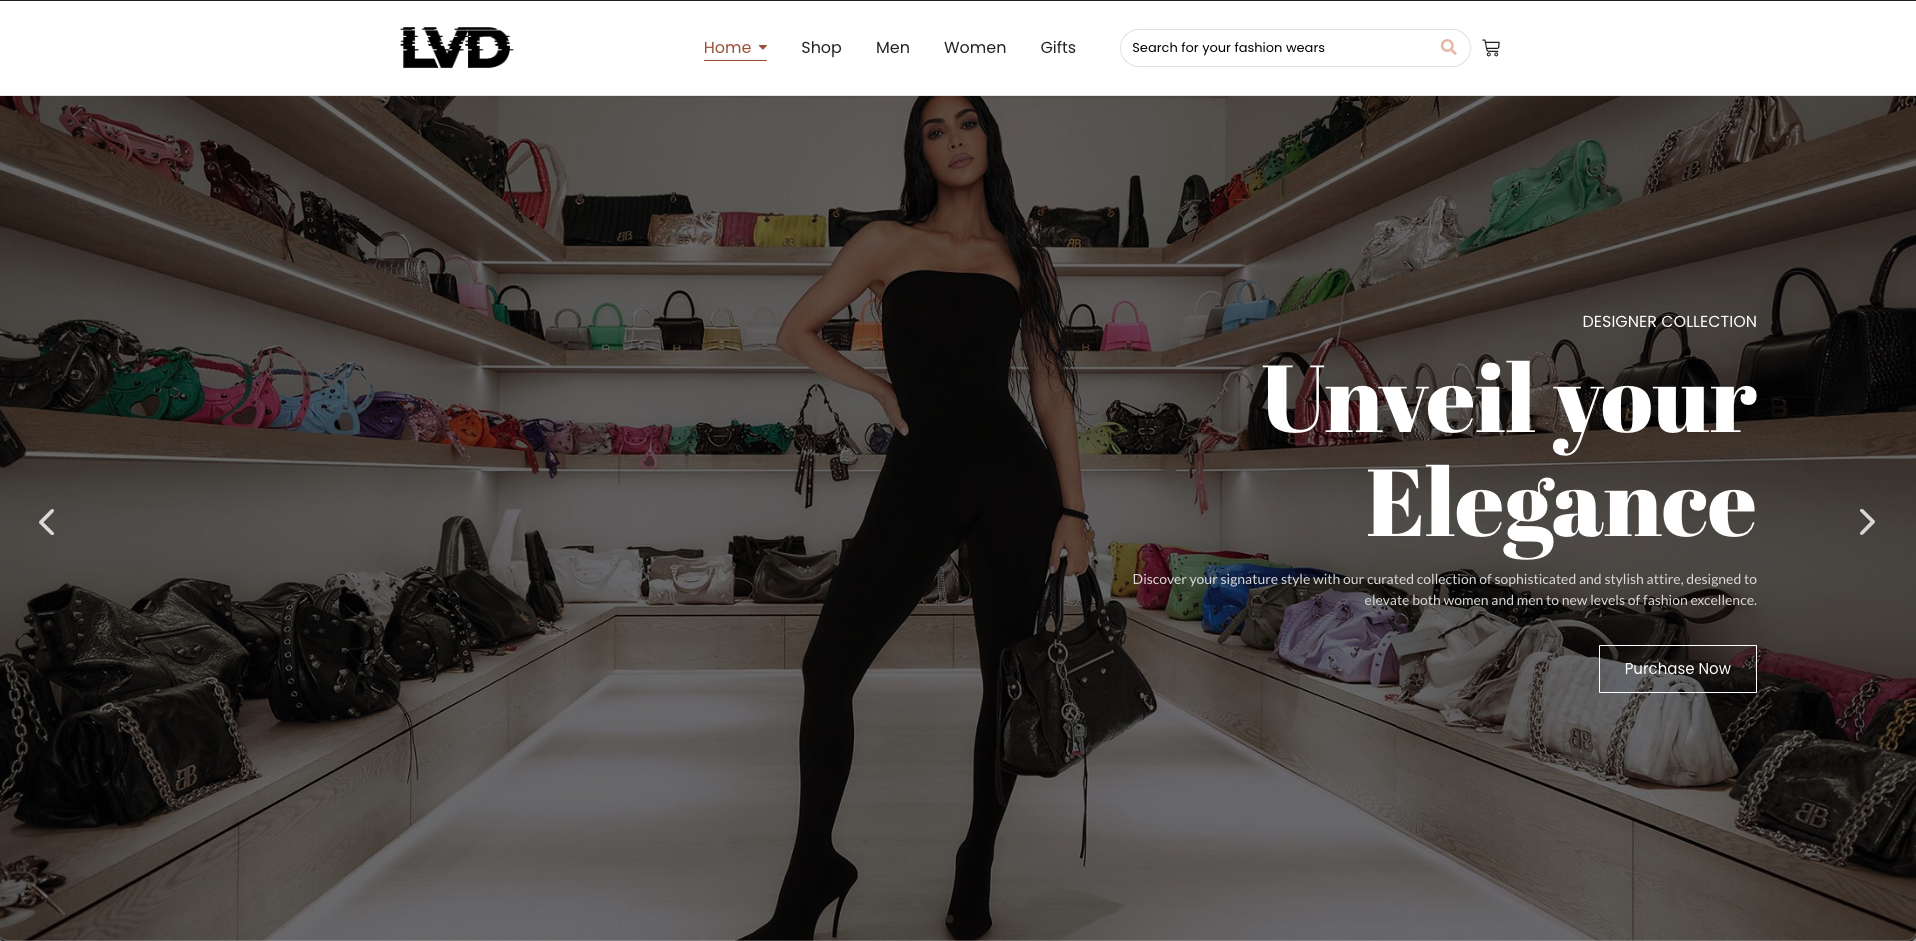 LVD
Home
Shop
Men
Women
Gifts
Search for your fashion wears
DESIGNER COLLECTION
Unveil your
Elegance
Discover your signature style with our curated collection of sophisticated and stylish attire, designed to
elevate both women and men to new levels of fashion excellence.
Purchase Now